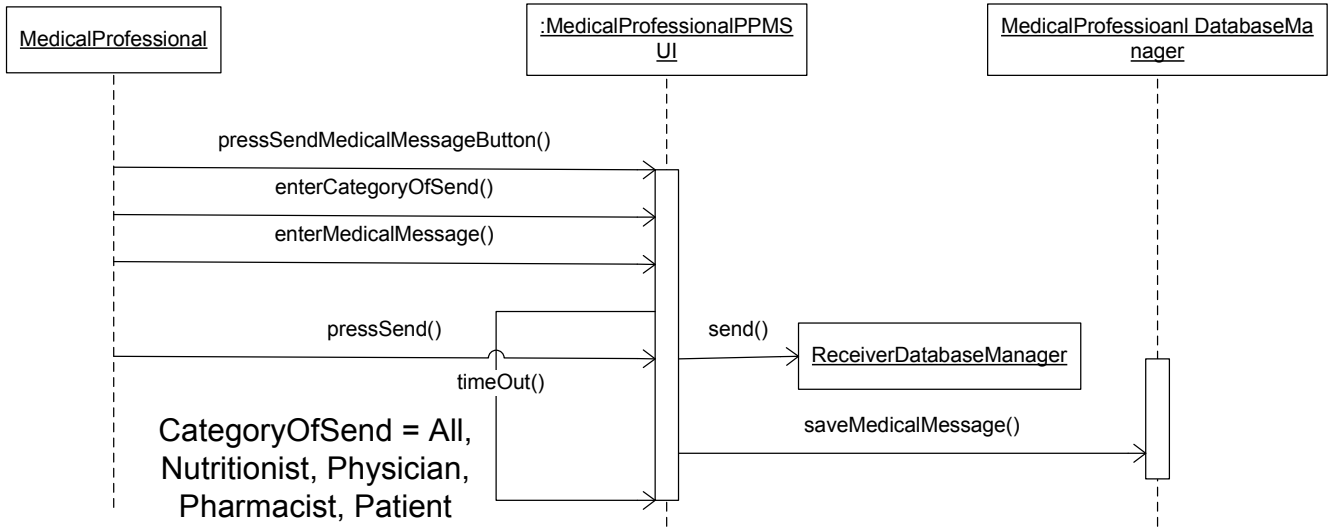 MedicalProfessional
:MedicalProfessionalPPMS
UI
MedicalProfessioanl DatabaseMa
nager
pressSendMedicalMessageButton()
enterCategoryOfSend()
enterMedicalMessage()
pressSend()
send()
ReceiverDatabaseManager
timeOut()
saveMedicalMessage()
CategoryOfSend = All,
Nutritionist, Physician,
Pharmacist, Patient